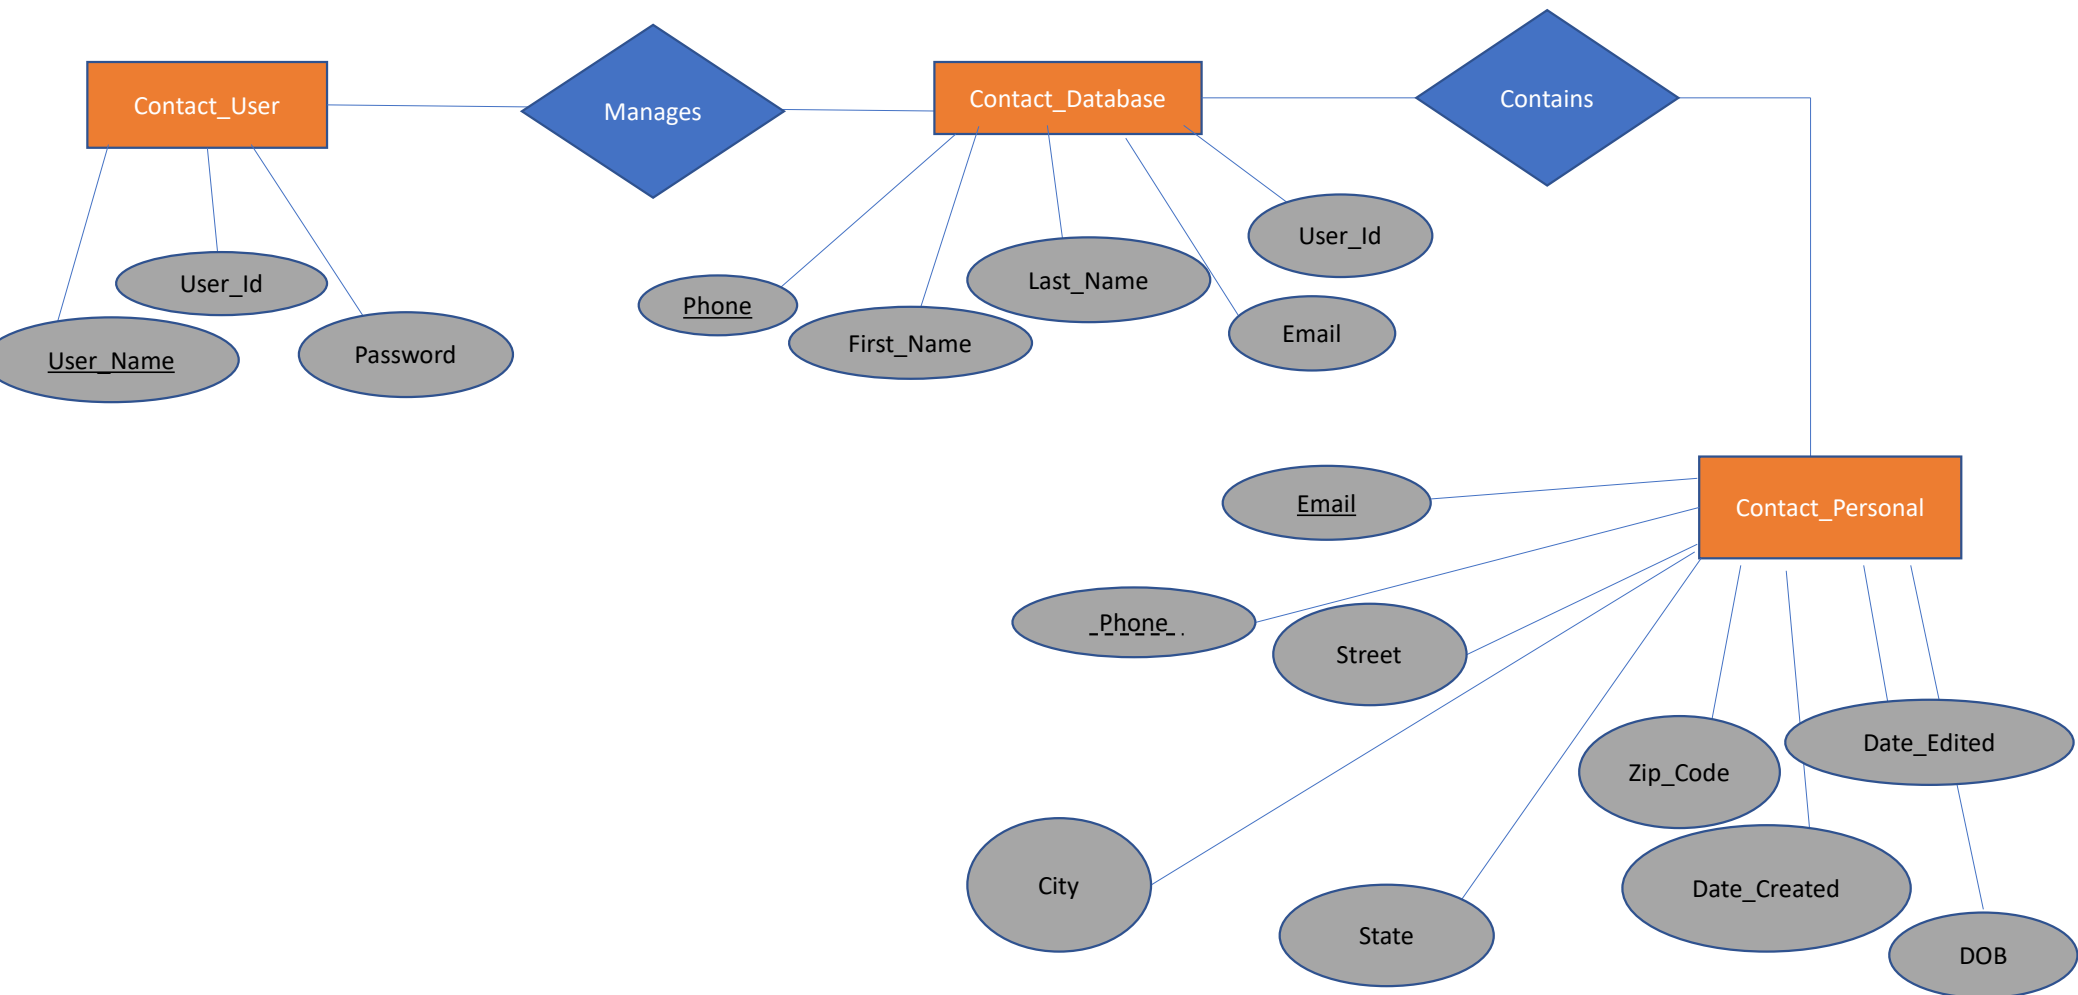 Contact_User
Manages
Contact_Database
Contains
User_Id
User_Name
Password
Phone
First_Name
Last_Name
User_Id
Email
Contact_Personal
Email
Phone
Street
City
State
Zip_Code
Date_Edited
Date_Created
DOB